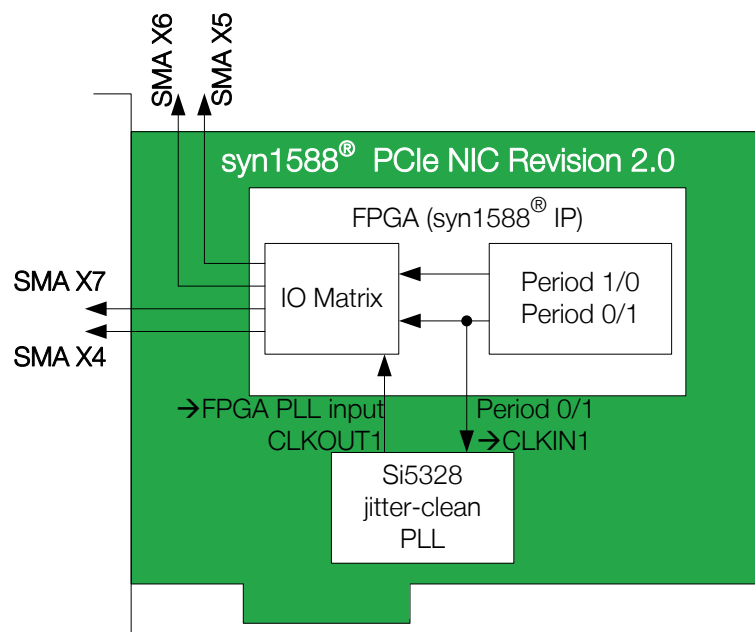 SMA X6
SMA X5
syn1588® PCIe NIC Revision 2.0
FPGA (syn1588® IP)
IO Matrix
Period 1/0
Period 0/1
SMA X7
SMA X4
→FPGA PLL input
CLKOUT1
Period 0/1
→CLKIN1
Si5328
jitter-clean
PLL